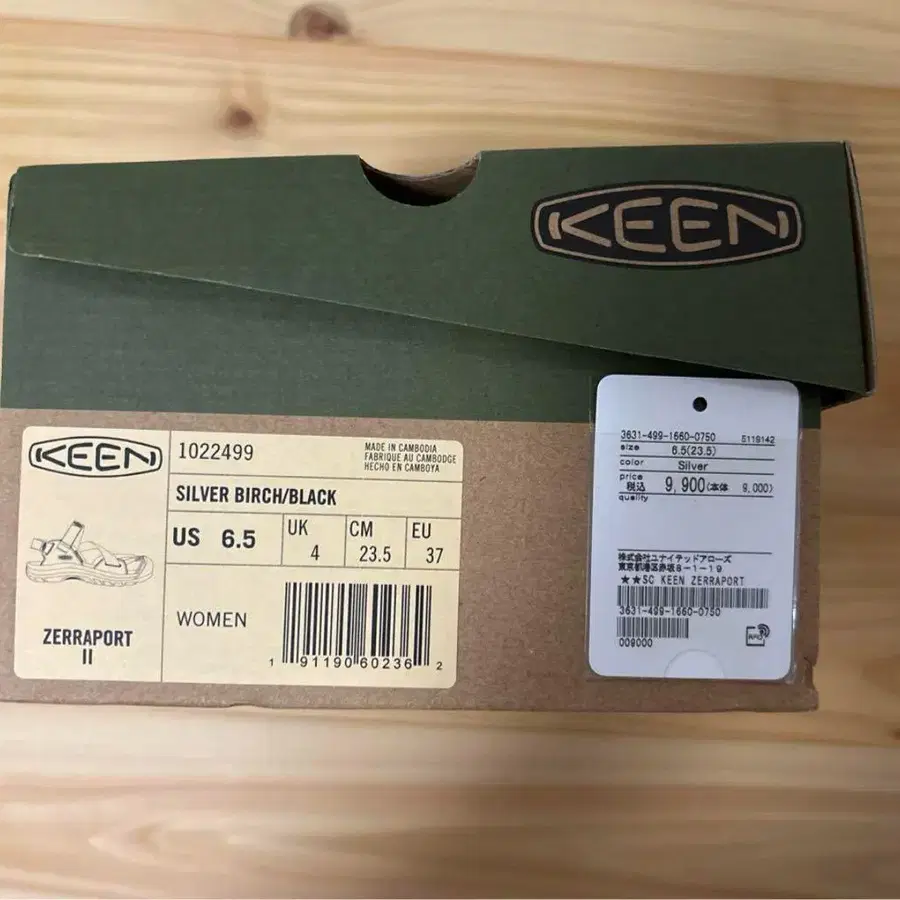 KEEN
KEEN
1022499
MADE IN CAMBODIA
FABRIQUE AU CAMBODGE
HECHO EN CAMBOYA
SILVER BIRCH/BLACK
US 6.5
UK 4
CM 23.5
EU 37
ZERRAPORT
II
WOMEN
1 91190 60236 2
3631-499-1660-0750 5119142
size 6.5(23.5)
color Silver
price
税込 9,900(本体 9,000)
quality
株式会社ユナイテッドアローズ
東京都港区赤坂8-1-19
★★SC KEEN ZERRAPORT
3631-499-1660-0750
009000
RFID